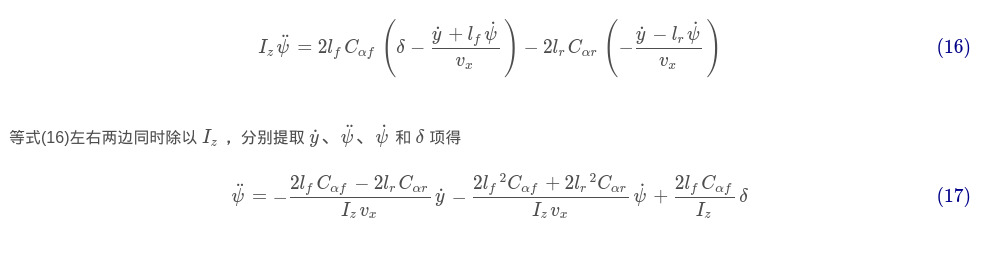 $I_z \ddot{\psi} = 2l_f C_{\alpha f} \left( \delta - \frac{\dot{y} + l_f \dot{\psi}}{v_x} \right) - 2l_r C_{\alpha r} \left( -\frac{\dot{y} - l_r \dot{\psi}}{v_x} \right)$ (16)
等式(16)左右两边同时除以 $I_z$ ，分别提取 $\dot{y}$、$\ddot{\psi}$、$\dot{\psi}$ 和 $\delta$ 项得
$\ddot{\psi} = -\frac{2l_f C_{\alpha f} - 2l_r C_{\alpha r}}{I_z v_x} \dot{y} - \frac{2l_f{}^2 C_{\alpha f} + 2l_r{}^2 C_{\alpha r}}{I_z v_x} \dot{\psi} + \frac{2l_f C_{\alpha f}}{I_z} \delta$ (17)